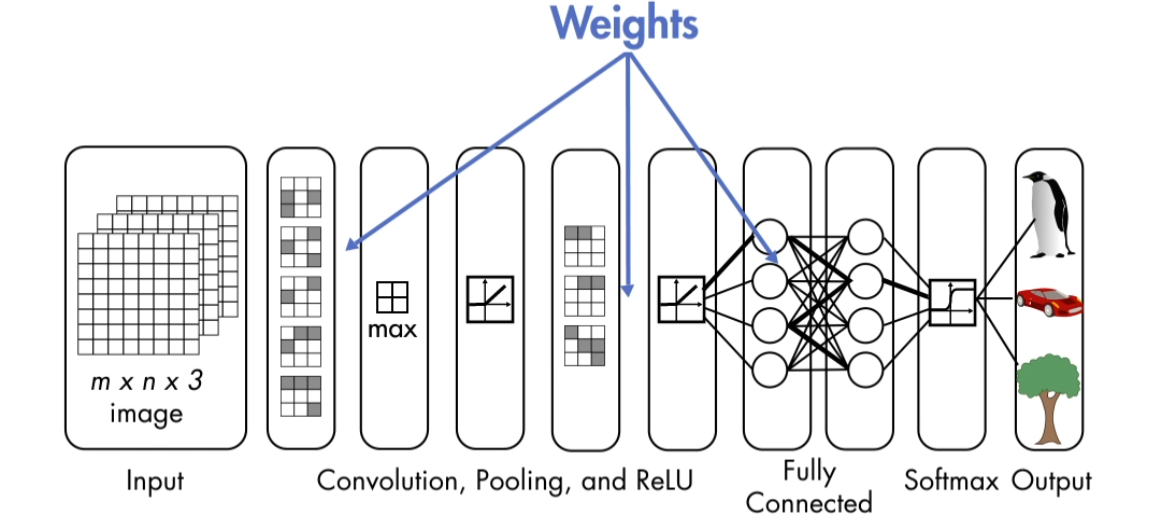 Weights
max
m x n x 3
image
Input
Convolution, Pooling, and ReLU
Fully
Connected
Softmax
Output